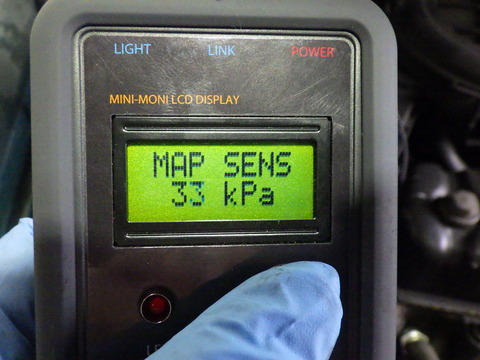 LIGHT LINK POWER
MINI-MONI LCD DISPLAY
MAP SENS
33 kPa